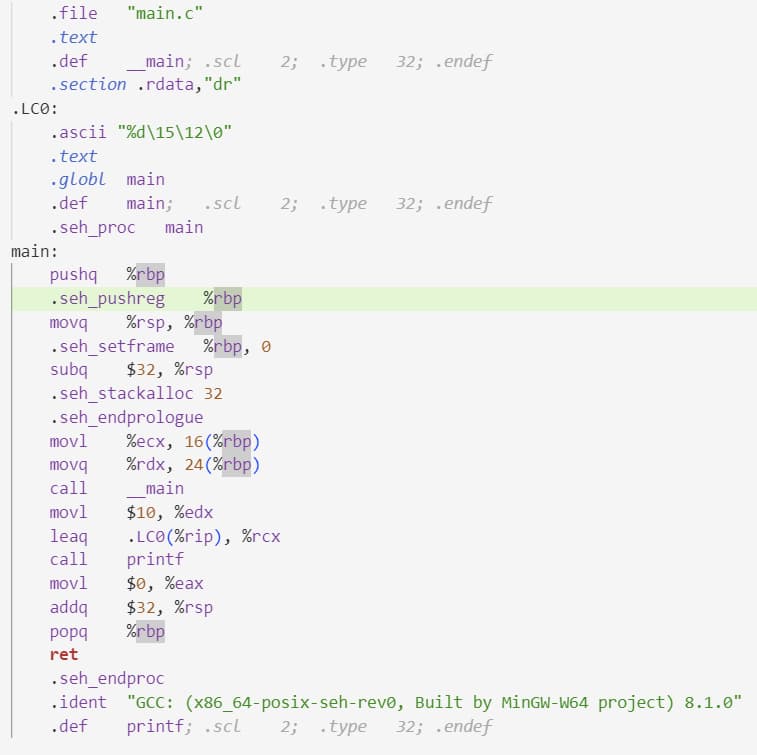 .file "main.c"
.text
.def __main; .scl 2; .type 32; .endef
.section .rdata,"dr"
.LC0:
.ascii "%d\15\12\0"
.text
.globl main
.def main; .scl 2; .type 32; .endef
.seh_proc main
main:
pushq %rbp
.seh_pushreg %rbp
movq %rsp, %rbp
.seh_setframe %rbp, 0
subq $32, %rsp
.seh_stackalloc 32
.seh_endprologue
movl %ecx, 16(%rbp)
movq %rdx, 24(%rbp)
call __main
movl $10, %edx
leaq .LC0(%rip), %rcx
call printf
movl $0, %eax
addq $32, %rsp
popq %rbp
ret
.seh_endproc
.ident "GCC: (x86_64-posix-seh-rev0, Built by MinGW-W64 project) 8.1.0"
.def printf; .scl 2; .type 32; .endef